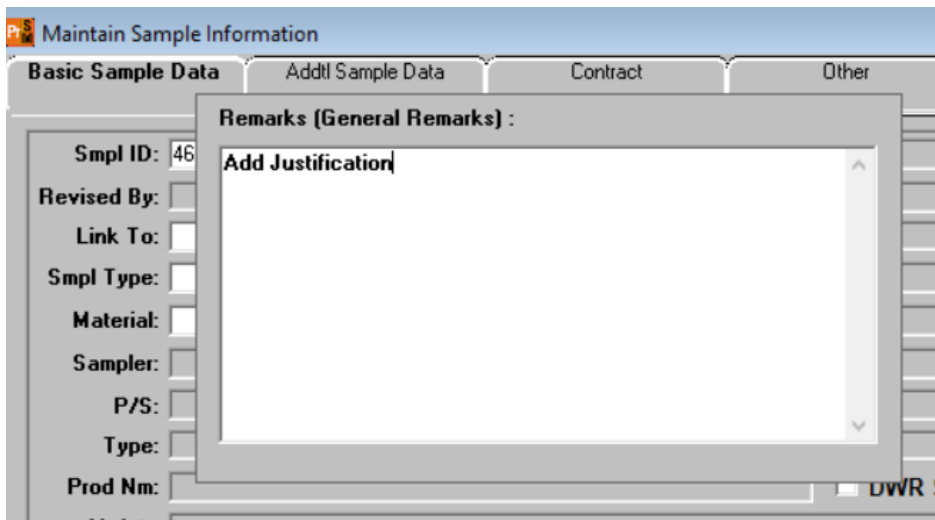 Maintain Sample Information
Basic Sample Data Addtl Sample Data Contract Other
Remarks (General Remarks) :
Add Justification
Smpl ID: 46
Revised By:
Link To:
Smpl Type:
Material:
Sampler:
P/S:
Type:
Prod Nm: DWR